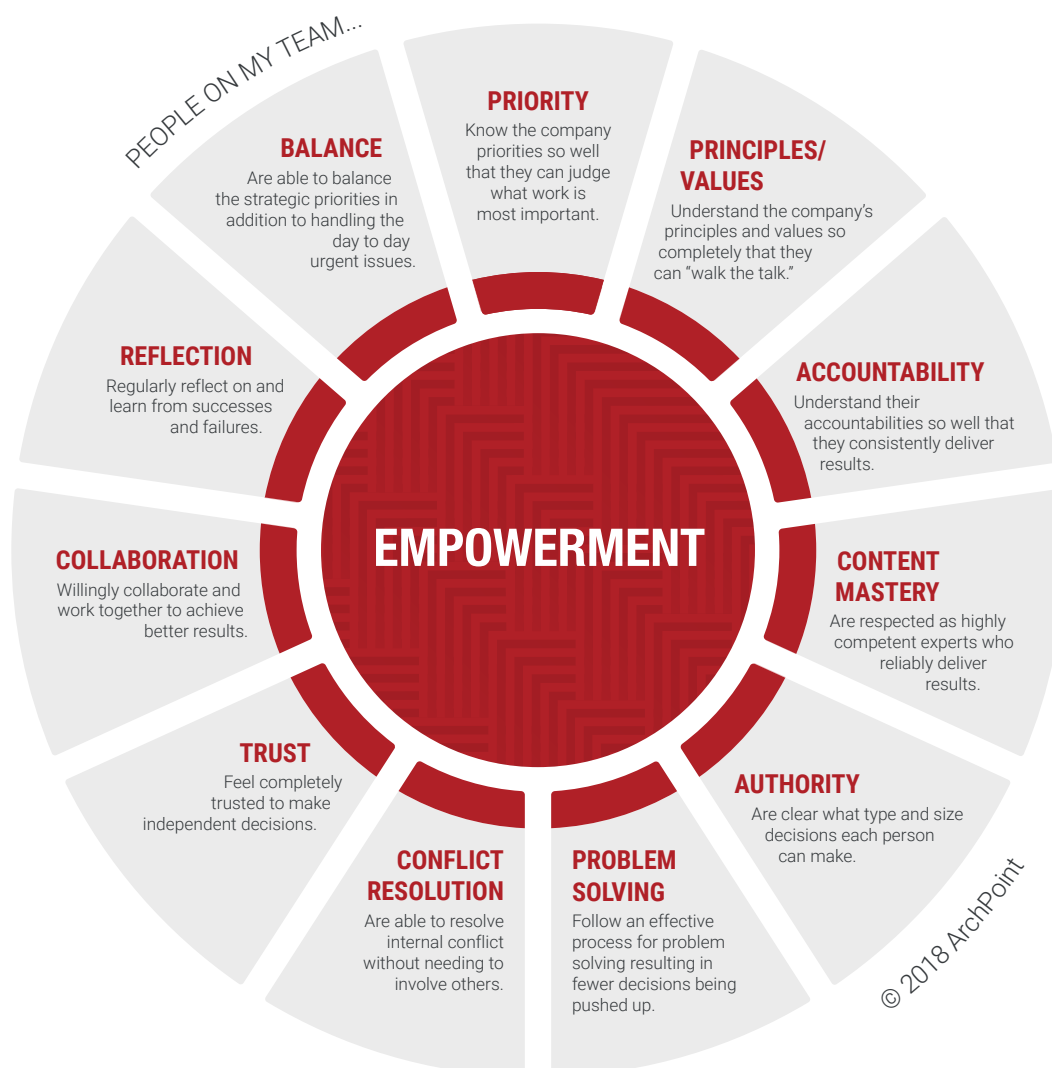 PEOPLE ON MY TEAM...
PRIORITY
Know the company
priorities so well
that they can judge
what work is
most important.
PRINCIPLES/
VALUES
Understand the company's
principles and values so
completely that they
can “walk the talk.”
ACCOUNTABILITY
Understand their
accountabilities so well that
they consistently deliver
results.
CONTENT
MASTERY
Are respected as highly
competent experts who
reliably deliver
results.
AUTHORITY
Are clear what type and size
decisions each person
can make.
PROBLEM
SOLVING
Follow an effective
process for problem
solving resulting in
fewer decisions being
pushed up.
CONFLICT
RESOLUTION
Are able to resolve
internal conflict
without needing to
involve others.
TRUST
Feel completely
trusted to make
independent decisions.
COLLABORATION
Willingly collaborate and
work together to achieve
better results.
REFLECTION
Regularly reflect on and
learn from successes
and failures.
BALANCE
Are able to balance
the strategic priorities in
addition to handling the
day to day
urgent issues.
EMPOWERMENT
© 2018 ArchPoint